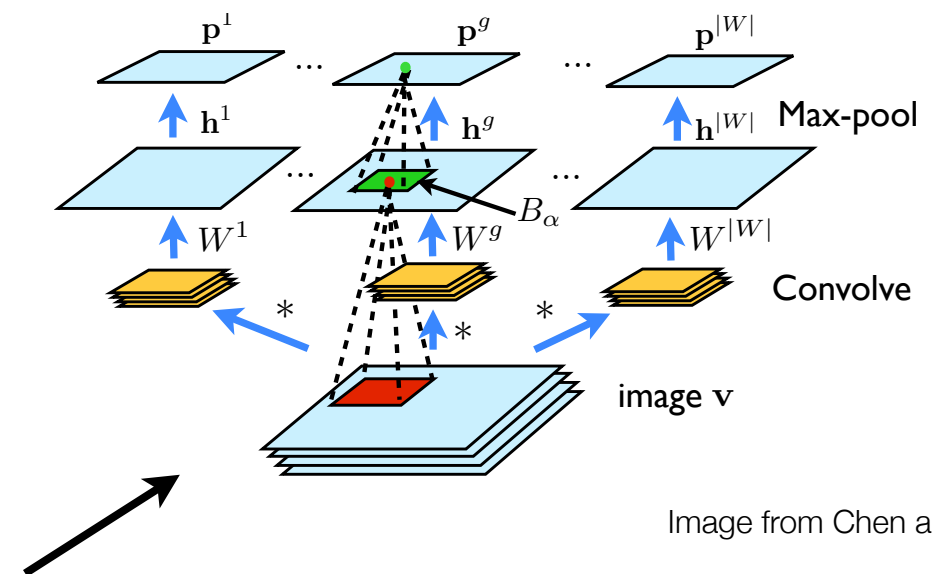 p^1 ... p^g ... p^{|W|}
Max-pool
h^1 h^g h^{|W|}
... ...
B_α
W^1 W^g W^{|W|}
Convolve
* * *
image v
Image from Chen a